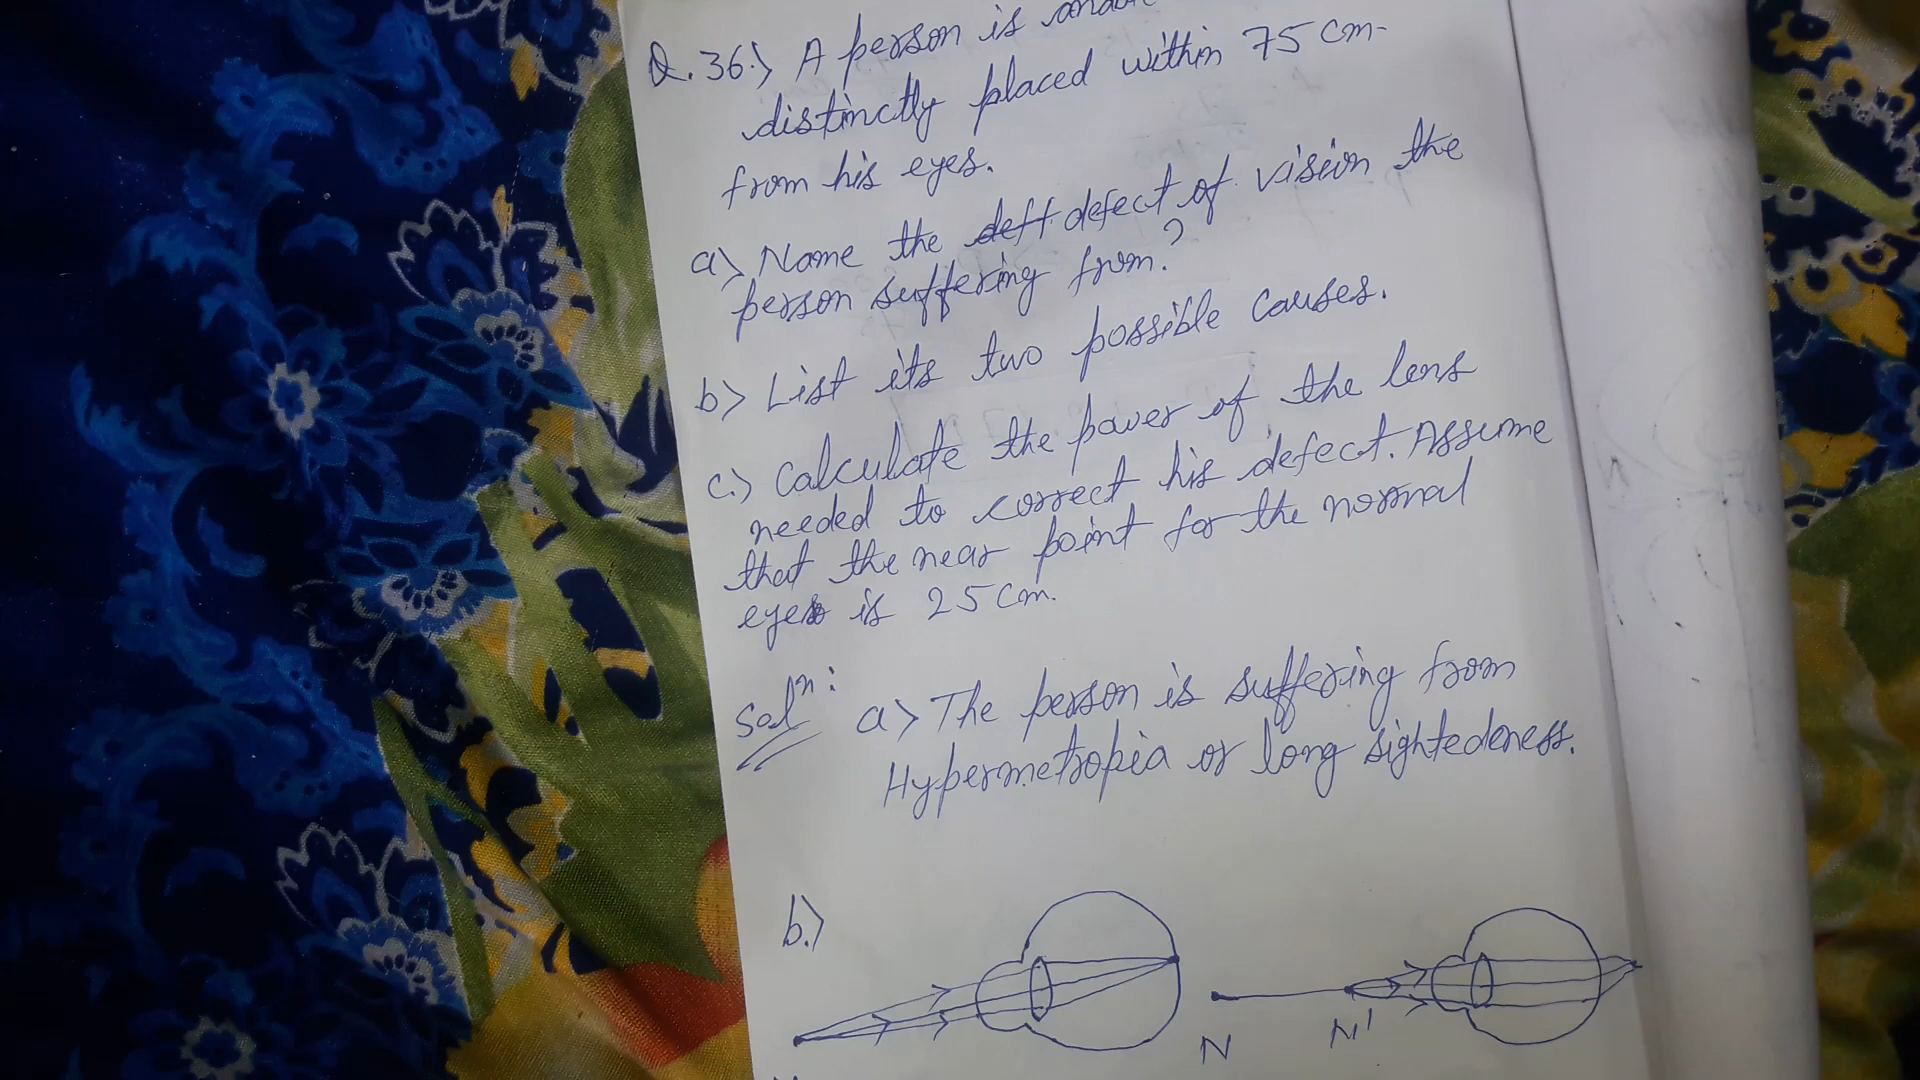 Q.36.) A person is
distinctly placed within 75 cm-
from his eyes.
a) Name the deff defect of vision the
person suffering from?
b) List its two possible causes.
c.) Calculate the power of the lens
needed to correct his defect. Assume
that the near point for the normal
eyes is 25 cm.
Solⁿ: a) The person is suffering from
Hypermetropia or long sightedeness.
b.)
N N'